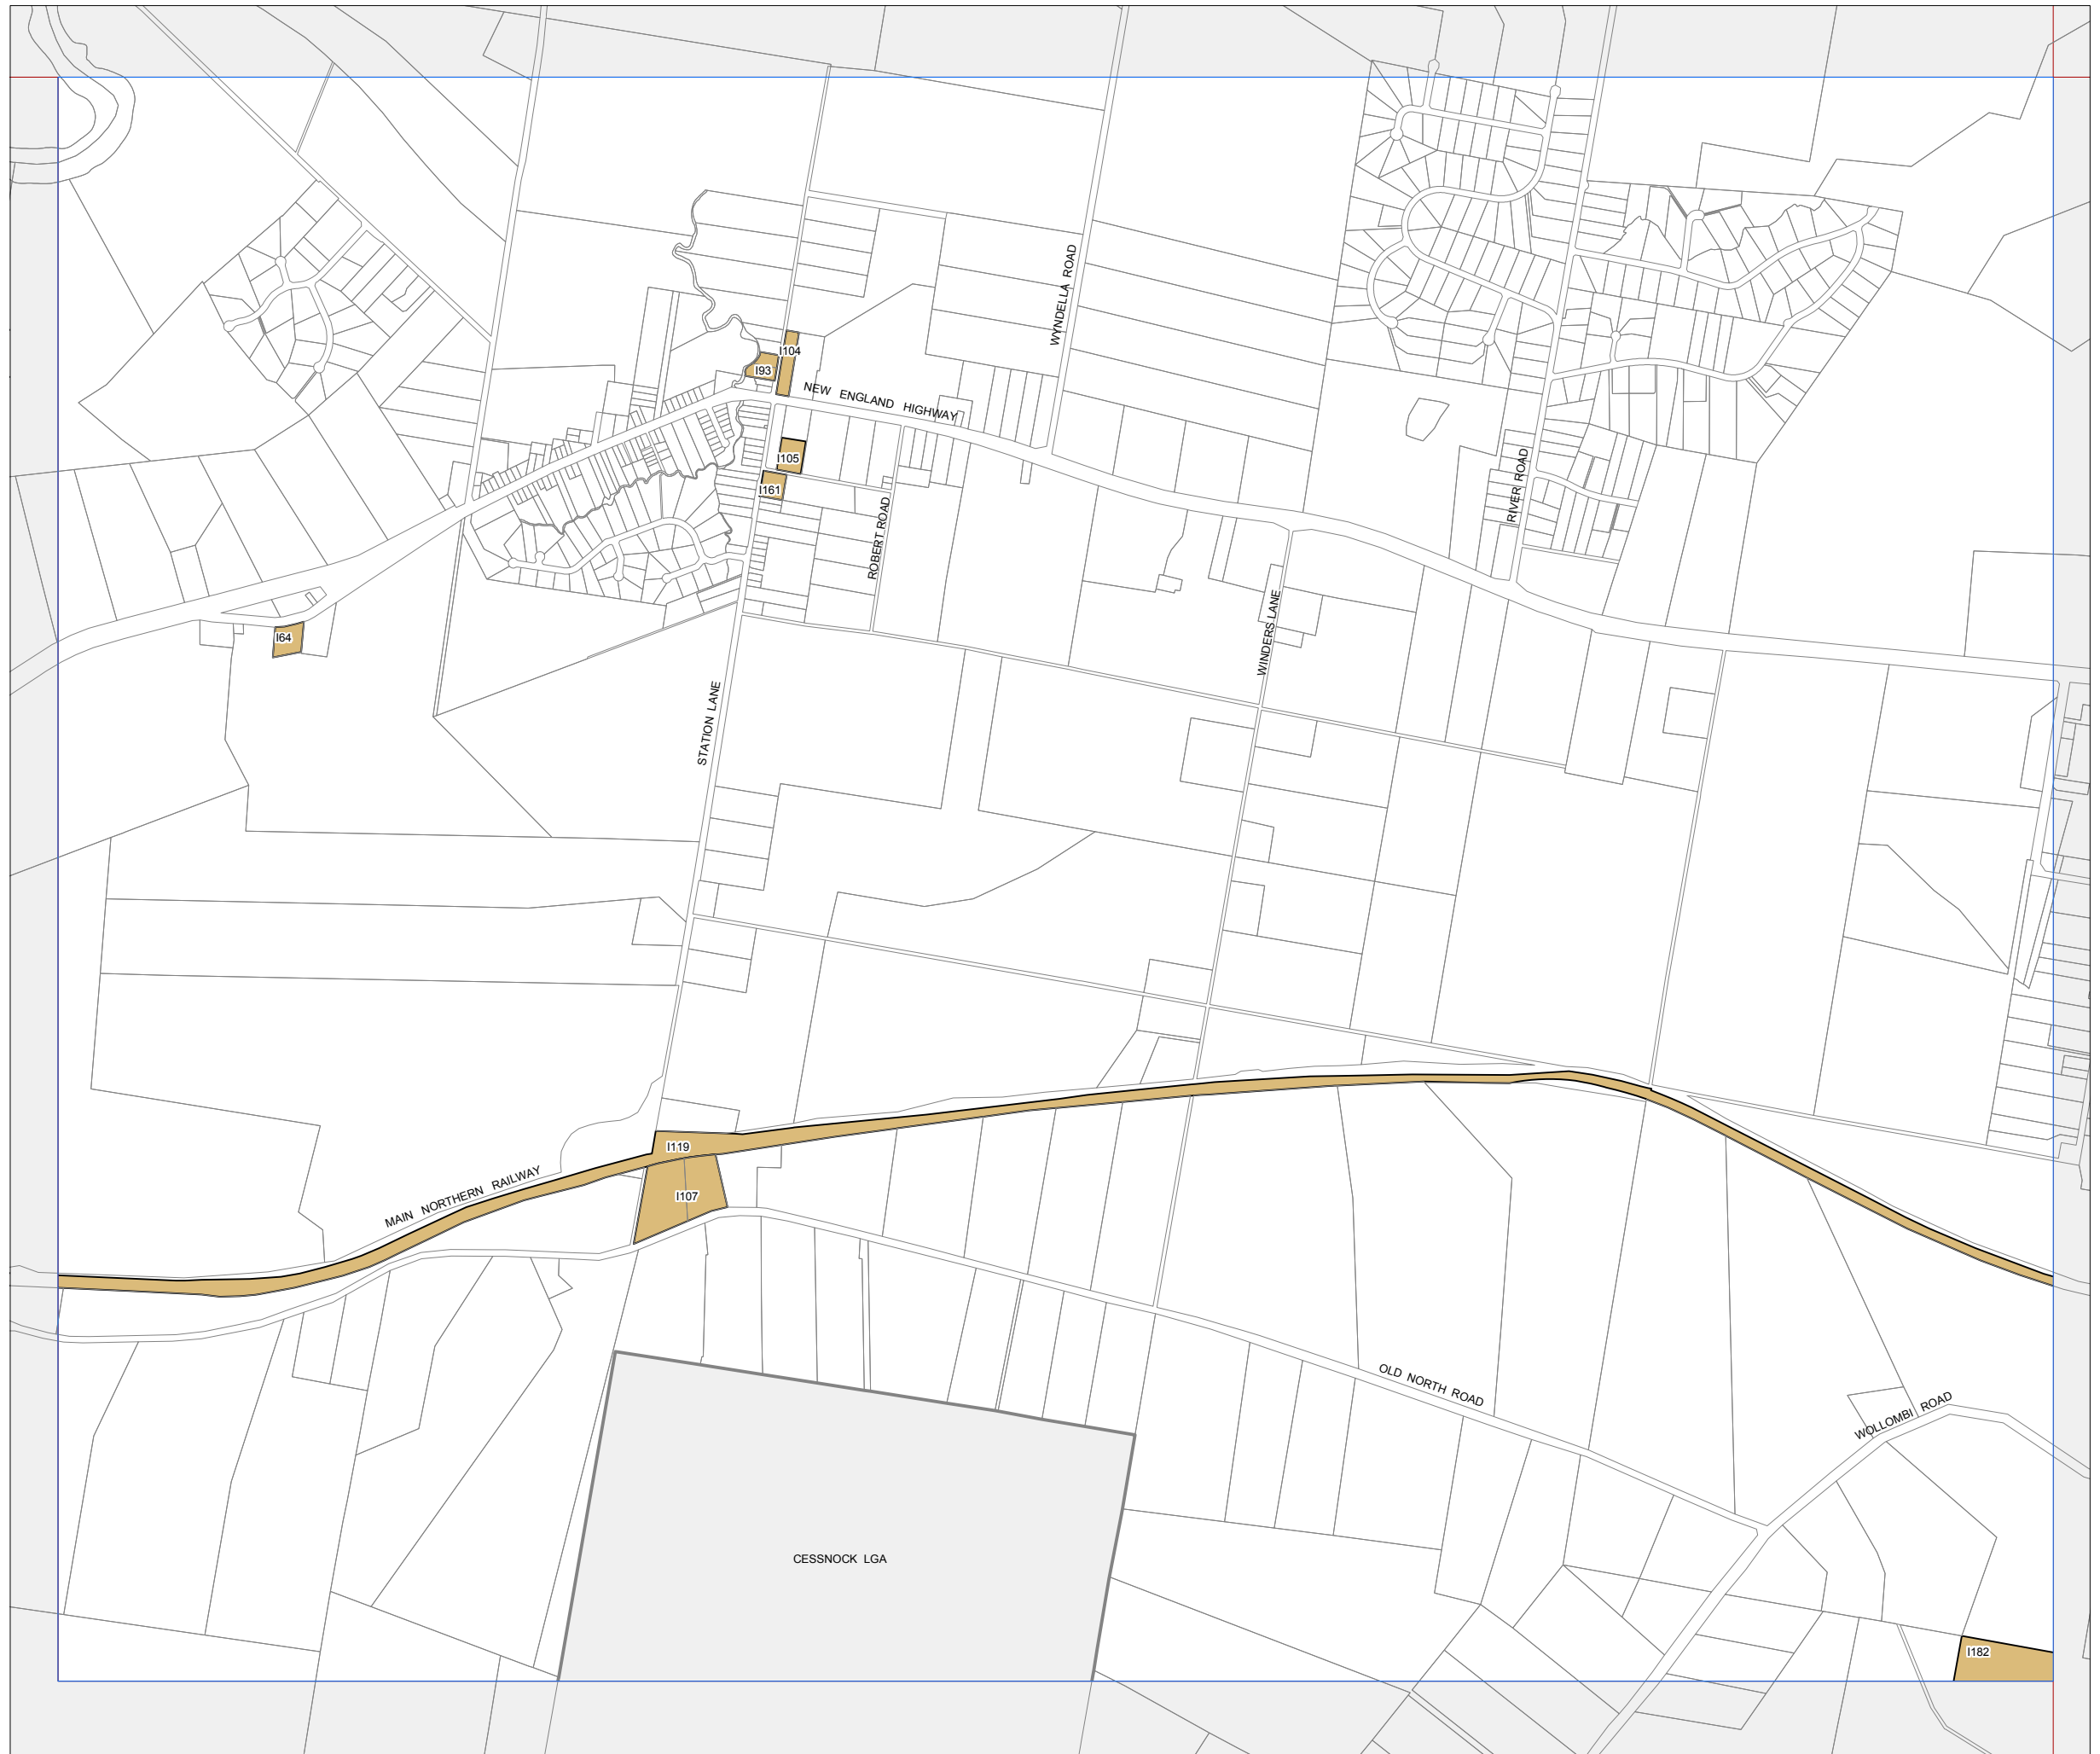 WYNDELLA ROAD
I104
I93
NEW ENGLAND HIGHWAY
I105
RIVER ROAD
I161
ROBERT ROAD
WINDERS LANE
I64
STATION LANE
I119
MAIN NORTHERN RAILWAY
I107
OLD NORTH ROAD
WOLLOMBI ROAD
CESSNOCK LGA
I182